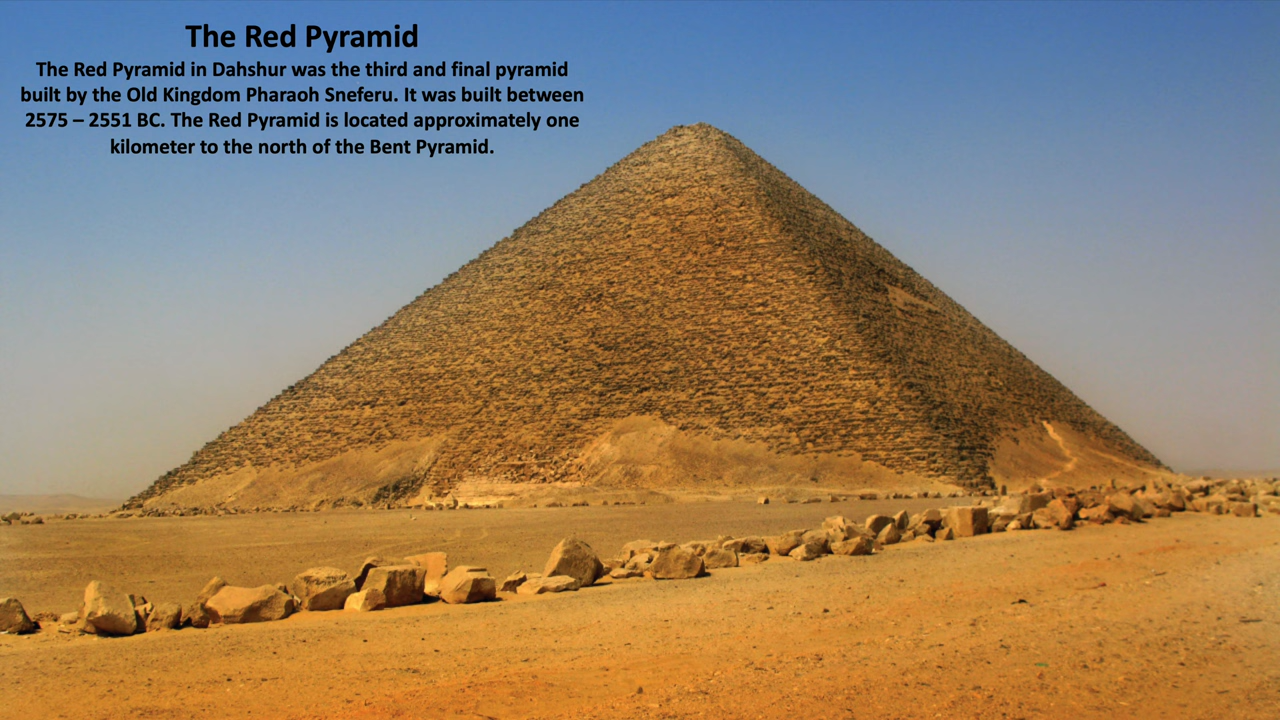 The Red Pyramid
The Red Pyramid in Dahshur was the third and final pyramid
built by the Old Kingdom Pharaoh Sneferu. It was built between
2575 – 2551 BC. The Red Pyramid is located approximately one
kilometer to the north of the Bent Pyramid.